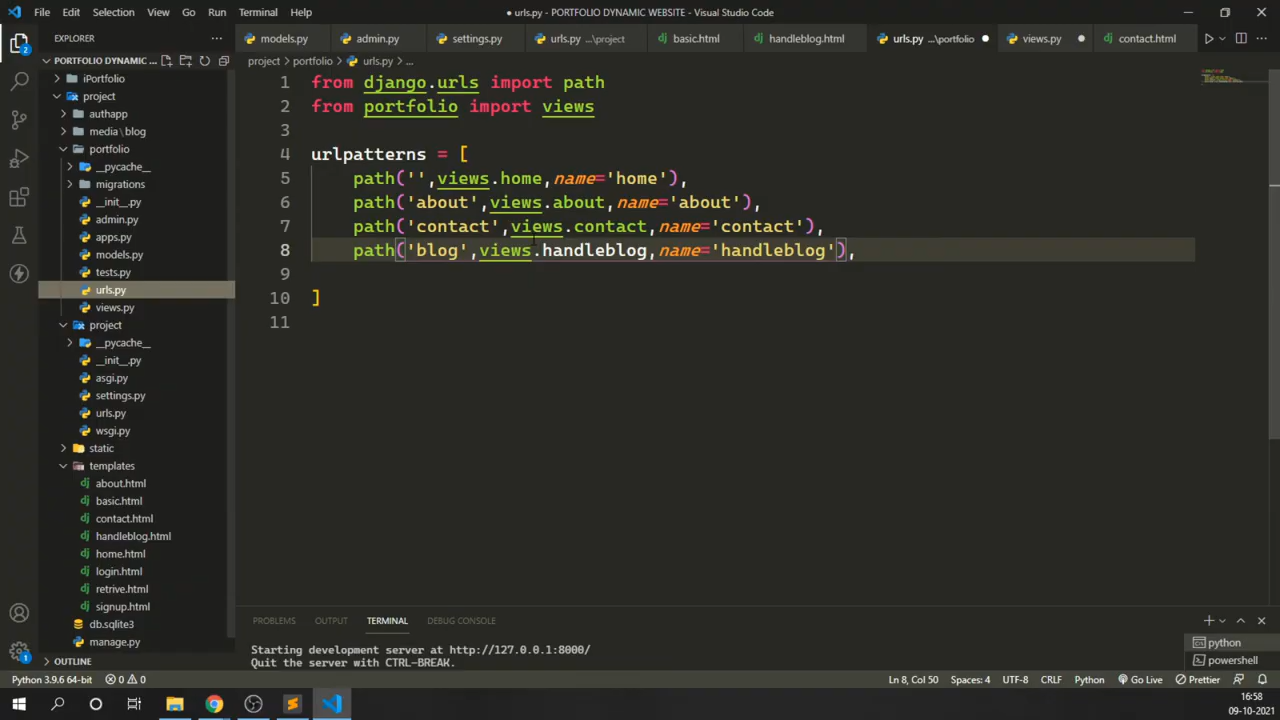 File Edit Selection View Go Run Terminal Help
● urls.py - PORTFOLIO DYNAMIC WEBSITE - Visual Studio Code
EXPLORER
models.py admin.py settings.py urls.py ...\project basic.html handleblog.html urls.py ...\portfolio views.py contact.html
PORTFOLIO DYNAMIC ...
project > portfolio > urls.py > ...
iPortfolio
project
authapp
media\blog
portfolio
__pycache__
migrations
__init__.py
admin.py
apps.py
models.py
tests.py
urls.py
views.py
project
__pycache__
__init__.py
asgi.py
settings.py
urls.py
wsgi.py
static
templates
about.html
basic.html
contact.html
handleblog.html
home.html
login.html
retrive.html
signup.html
db.sqlite3
manage.py
OUTLINE
1 from django.urls import path
2 from portfolio import views
3
4 urlpatterns = [
5 path('',views.home,name='home'),
6 path('about',views.about,name='about'),
7 path('contact',views.contact,name='contact'),
8 path('blog',views.handleblog,name='handleblog'),
9
10 ]
11
PROBLEMS OUTPUT TERMINAL DEBUG CONSOLE
Starting development server at http://127.0.0.1:8000/
Quit the server with CTRL-BREAK.
python
powershell
2
1
Python 3.9.6 64-bit 0 0 Ln 8, Col 50 Spaces: 4 UTF-8 CRLF Python Go Live Prettier
16:58
09-10-2021